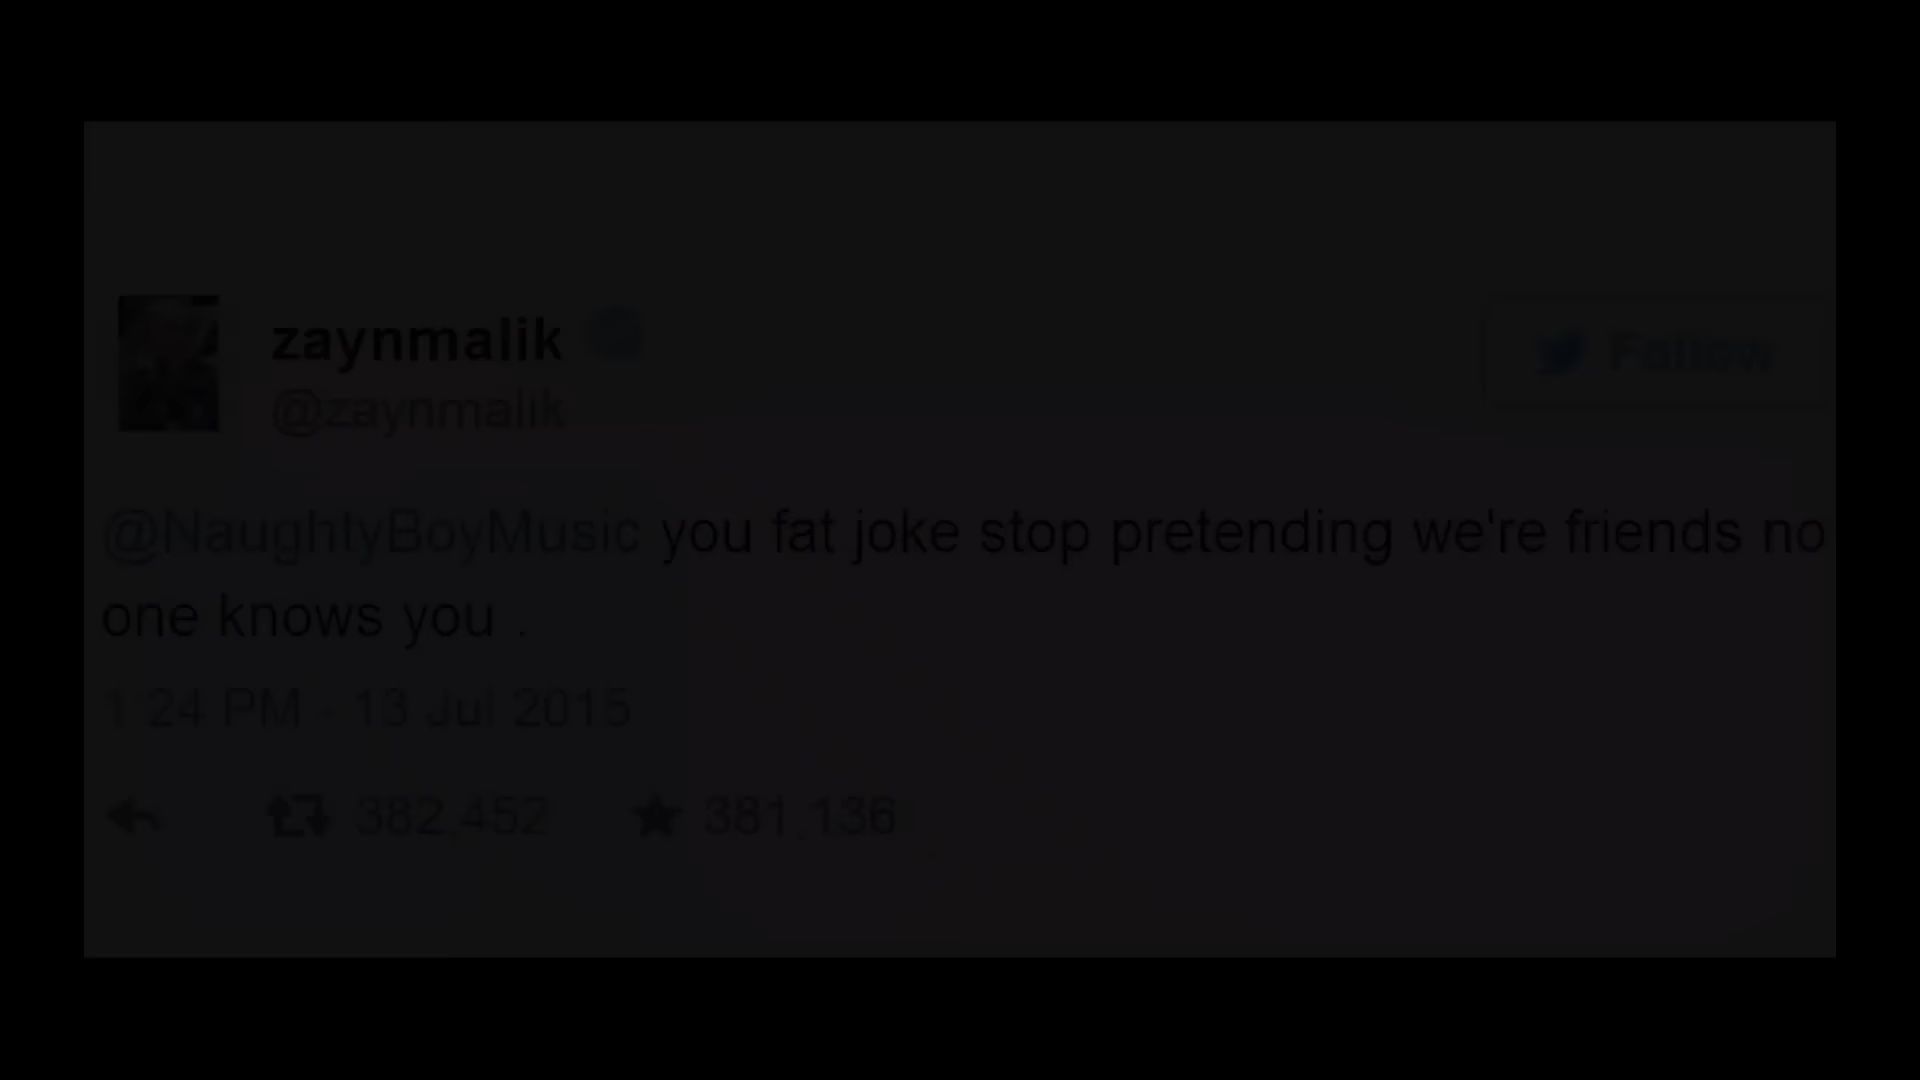 zaynmalik
Follow
@zaynmalik
@NaughtyBoyMusic you fat joke stop pretending we're friends no
one knows you .
1:24 PM - 13 Jul 2015
382,452 381,136